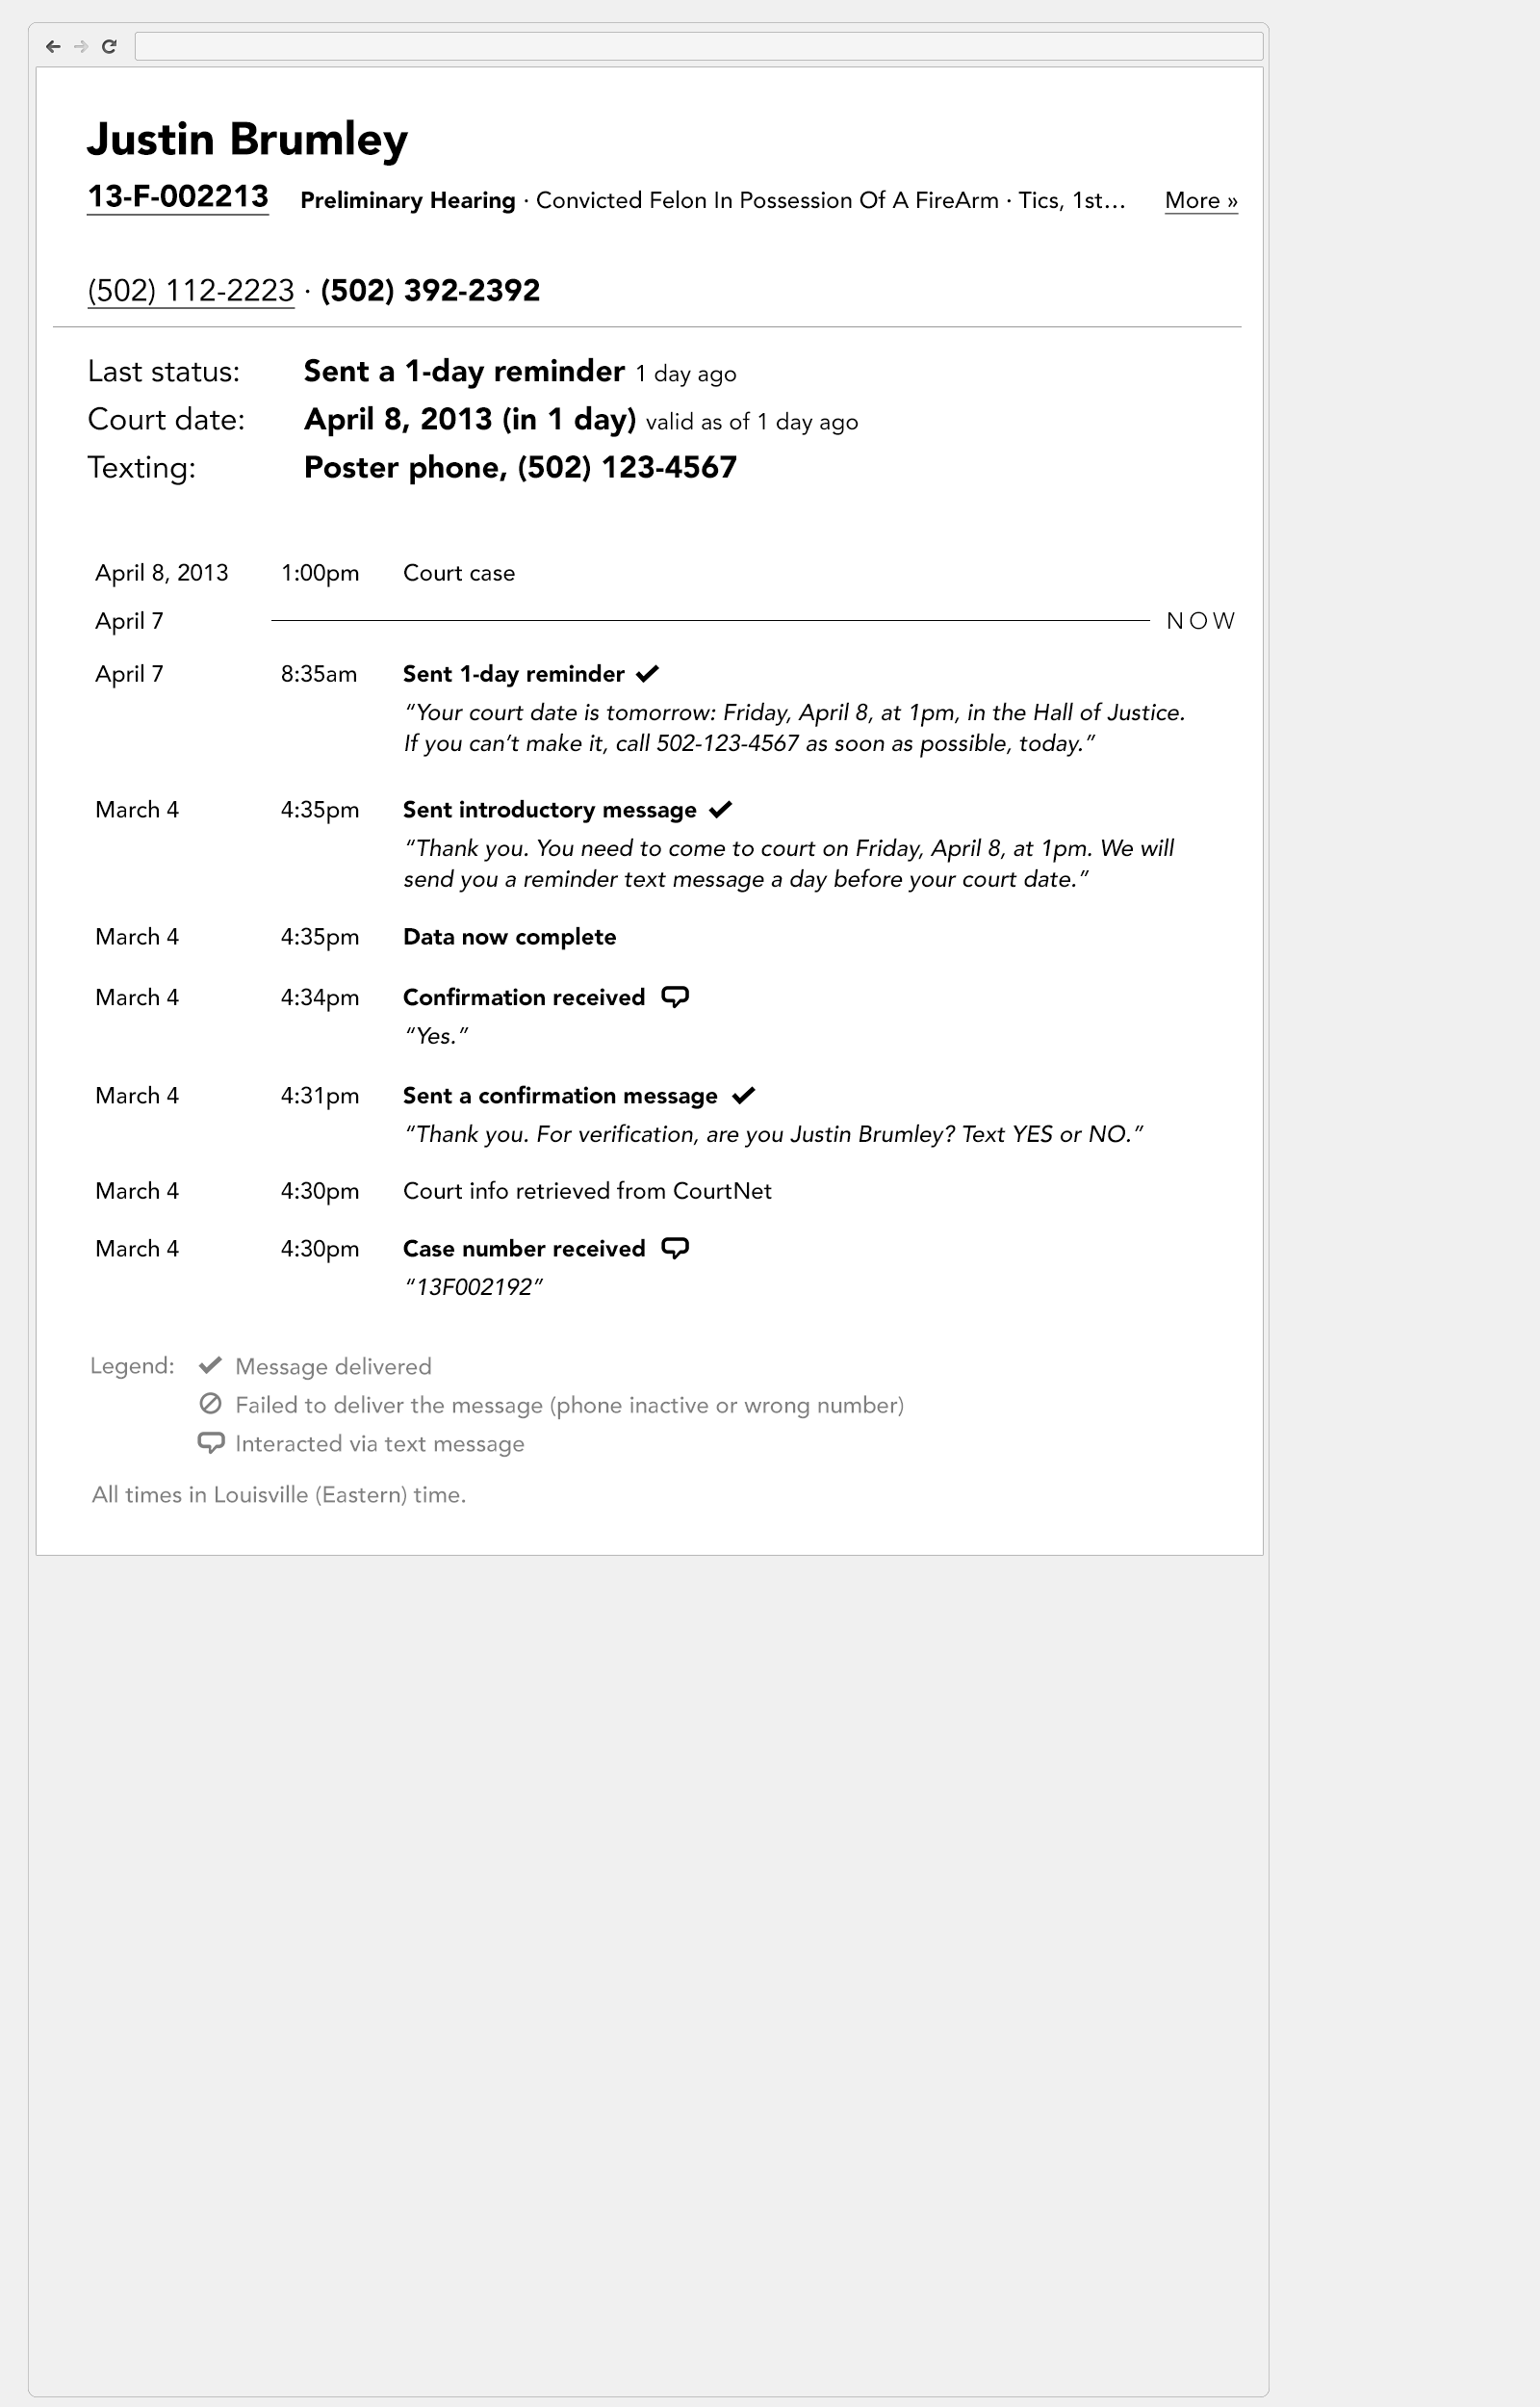 Justin Brumley
13-F-002213 Preliminary Hearing · Convicted Felon In Possession Of A FireArm · Tics, 1st… More »
(502) 112-2223 · (502) 392-2392
Last status: Sent a 1-day reminder 1 day ago
Court date: April 8, 2013 (in 1 day) valid as of 1 day ago
Texting: Poster phone, (502) 123-4567
April 8, 2013 1:00pm Court case
April 7 NOW
April 7 8:35am Sent 1-day reminder
“Your court date is tomorrow: Friday, April 8, at 1pm, in the Hall of Justice.
If you can’t make it, call 502-123-4567 as soon as possible, today.”
March 4 4:35pm Sent introductory message
“Thank you. You need to come to court on Friday, April 8, at 1pm. We will
send you a reminder text message a day before your court date.”
March 4 4:35pm Data now complete
March 4 4:34pm Confirmation received
“Yes.”
March 4 4:31pm Sent a confirmation message
“Thank you. For verification, are you Justin Brumley? Text YES or NO.”
March 4 4:30pm Court info retrieved from CourtNet
March 4 4:30pm Case number received
“13F002192”
Legend: Message delivered
Failed to deliver the message (phone inactive or wrong number)
Interacted via text message
All times in Louisville (Eastern) time.